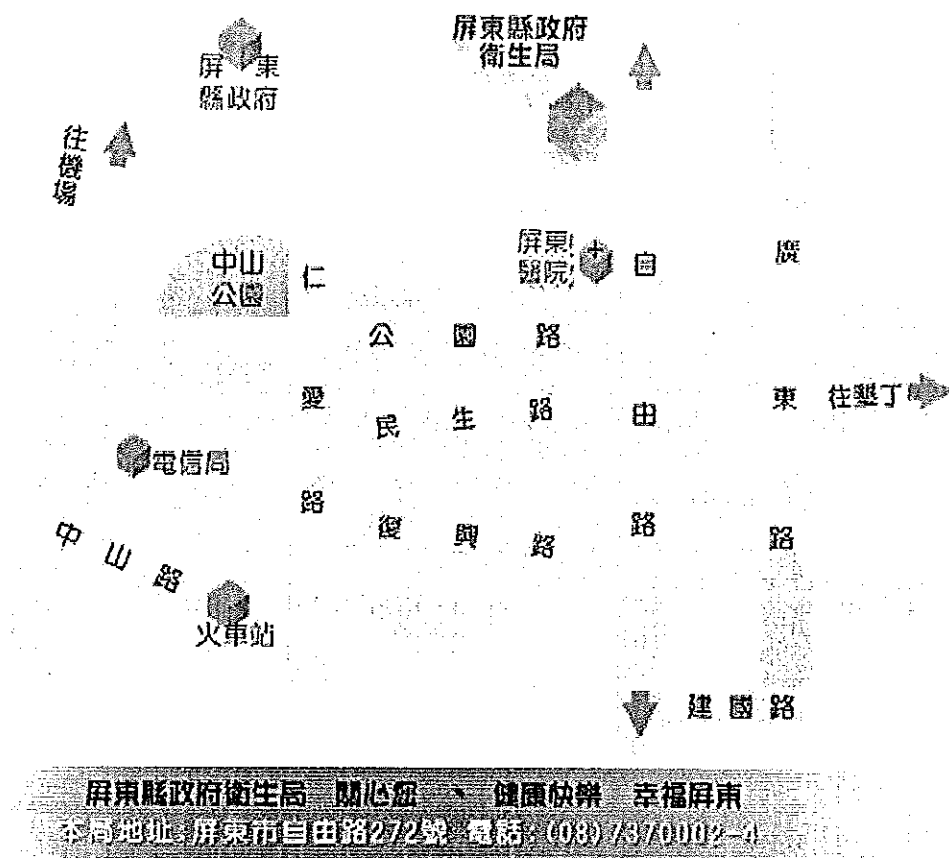 屏東縣政府
衛生局
屏東
縣政府
往機場
中山
公園
仁愛路
屏東
醫院
自由路
廣東路
公園路
民生路
往墾丁
電信局
復興路
中山路
火車站
建國路
屏東縣政府衛生局 關心您 、 健康快樂 幸福屏東
本局地址:屏東市自由路272號 電話:(08)7370002-4